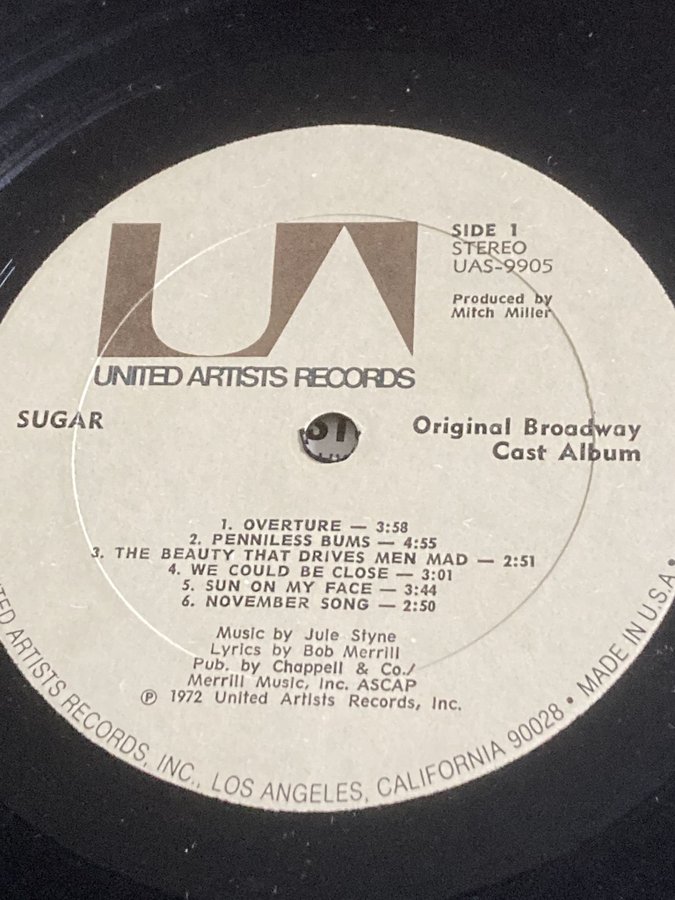 UA
SIDE 1
STEREO
UAS-9905
Produced by
Mitch Miller
UNITED ARTISTS RECORDS
SUGAR
Original Broadway
Cast Album
1. OVERTURE — 3:58
2. PENNILESS BUMS — 4:55
3. THE BEAUTY THAT DRIVES MEN MAD — 2:51
4. WE COULD BE CLOSE — 3:01
5. SUN ON MY FACE — 3:44
6. NOVEMBER SONG — 2:50
Music by Jule Styne
Lyrics by Bob Merrill
Pub. by Chappell & Co./
Merrill Music, Inc. ASCAP
℗ 1972 United Artists Records, Inc.
ARTISTS RECORDS, INC., LOS ANGELES, CALIFORNIA 90028 • MADE IN U.S.A. •